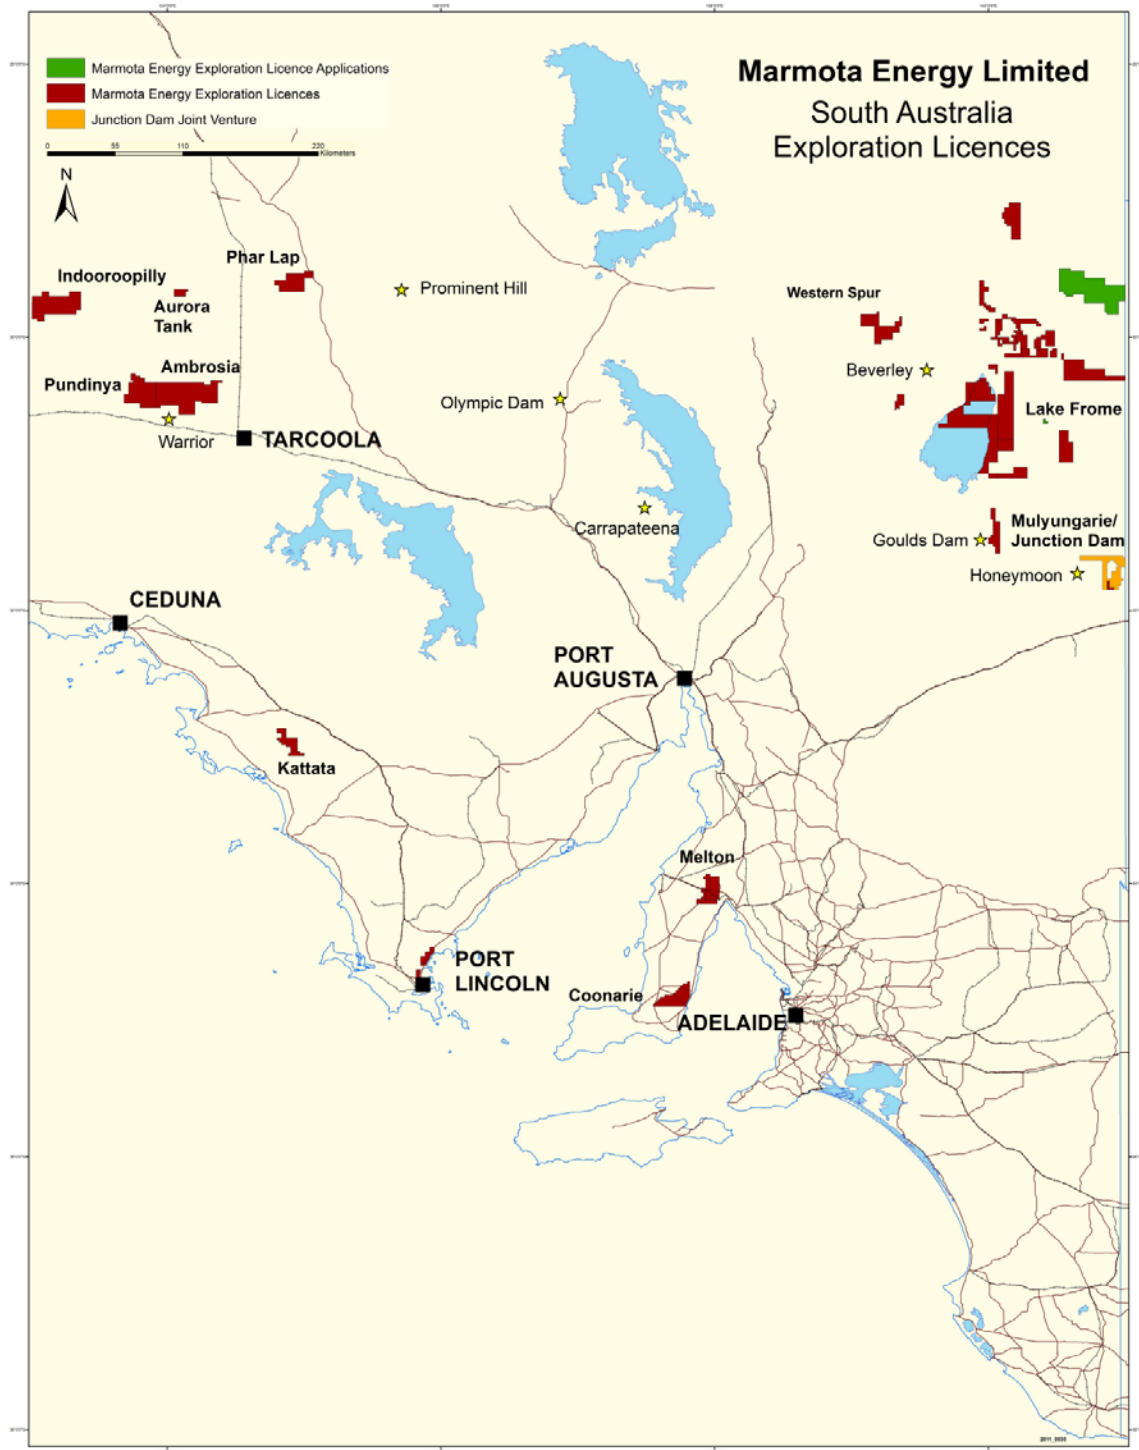 Marmota Energy Exploration Licence Applications
Marmota Energy Exploration Licences
Junction Dam Joint Venture
0 55 110 220
Kilometers
N
Marmota Energy Limited
South Australia
Exploration Licences
Phar Lap
Indooroopilly
Aurora
Tank
Prominent Hill
Western Spur
Ambrosia
Pundinya
Beverley
Olympic Dam
Lake Frome
Warrior
TARCOOLA
Carrapateena
Mulyungarie/
Junction Dam
Goulds Dam
Honeymoon
CEDUNA
PORT
AUGUSTA
Kattata
Melton
PORT
LINCOLN
Coonarie
ADELAIDE